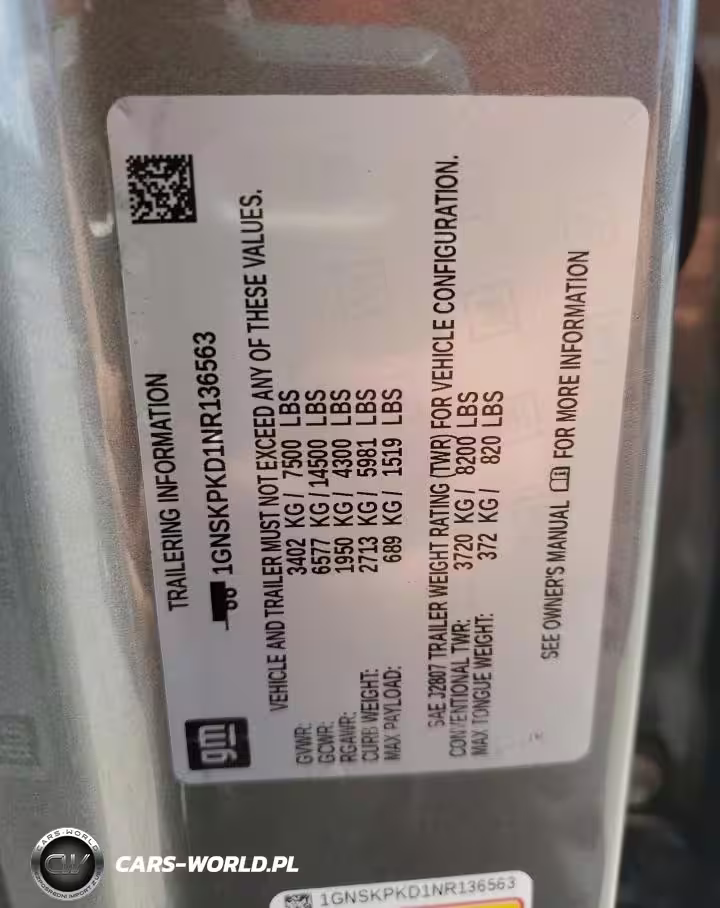 TRAILERING INFORMATION
1GNSKPKD1NR136563
gm
VEHICLE AND TRAILER MUST NOT EXCEED ANY OF THESE VALUES.
GVWR: 3402 KG / 7500 LBS
GCWR: 6577 KG / 14500 LBS
RGAWR: 1950 KG / 4300 LBS
CURB WEIGHT: 2713 KG / 5981 LBS
MAX PAYLOAD: 689 KG / 1519 LBS
SAE J2807 TRAILER WEIGHT RATING (TWR) FOR VEHICLE CONFIGURATION.
CONVENTIONAL TWR: 3720 KG / 8200 LBS
MAX TONGUE WEIGHT: 372 KG / 820 LBS
SEE OWNER'S MANUAL FOR MORE INFORMATION
1GNSKPKD1NR136563
CARS-WORLD
CW
CARS-WORLD.PL